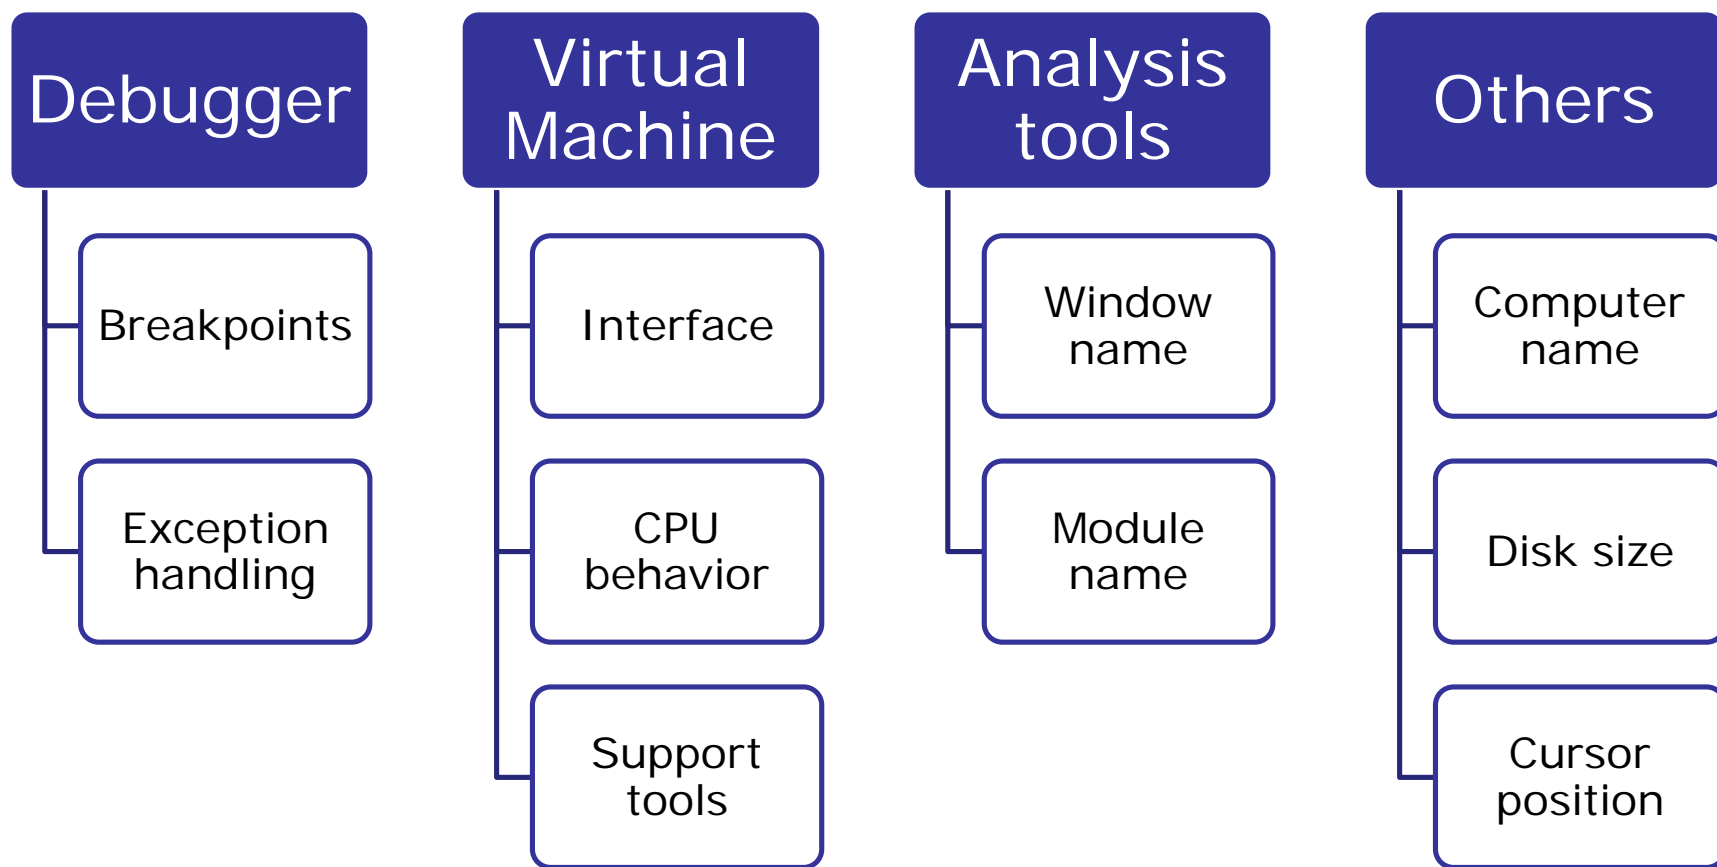 Debugger
Breakpoints
Exception
handling
Virtual
Machine
Interface
CPU
behavior
Support
tools
Analysis
tools
Window
name
Module
name
Others
Computer
name
Disk size
Cursor
position